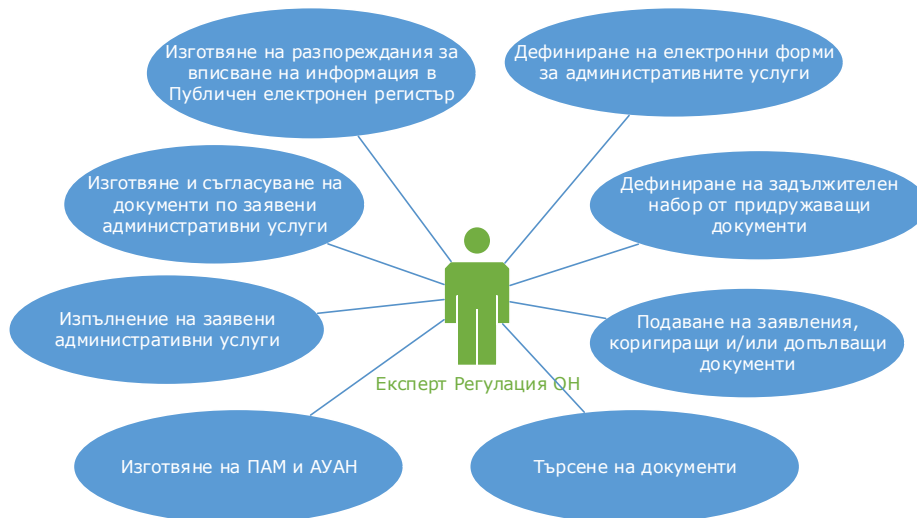 Изготвяне на разпореждания за
вписване на информация в
Публичен електронен регистър
Дефиниране на електронни форми
за административните услуги
Изготвяне и съгласуване на
документи по заявени
административни услуги
Дефиниране на задължителен
набор от придружаващи
документи
Изпълнение на заявени
административни услуги
Подаване на заявления,
коригиращи и/или допълващи
документи
Експерт Регулация ОН
Изготвяне на ПАМ и АУАН
Търсене на документи